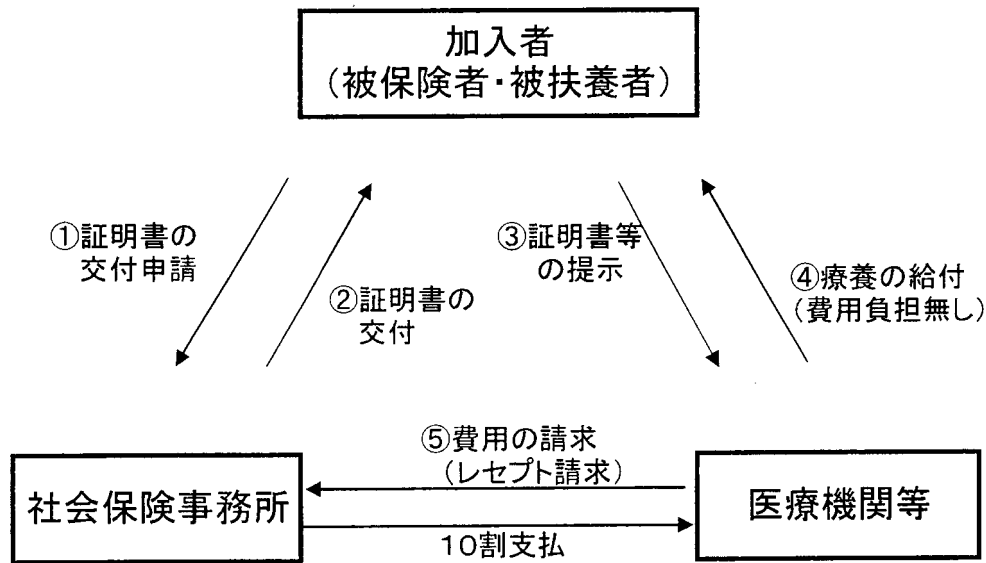 加入者
(被保険者・被扶養者)
①証明書の
交付申請
②証明書の
交付
③証明書等
の提示
④療養の給付
(費用負担無し)
⑤費用の請求
(レセプト請求)
社会保険事務所
医療機関等
10割支払